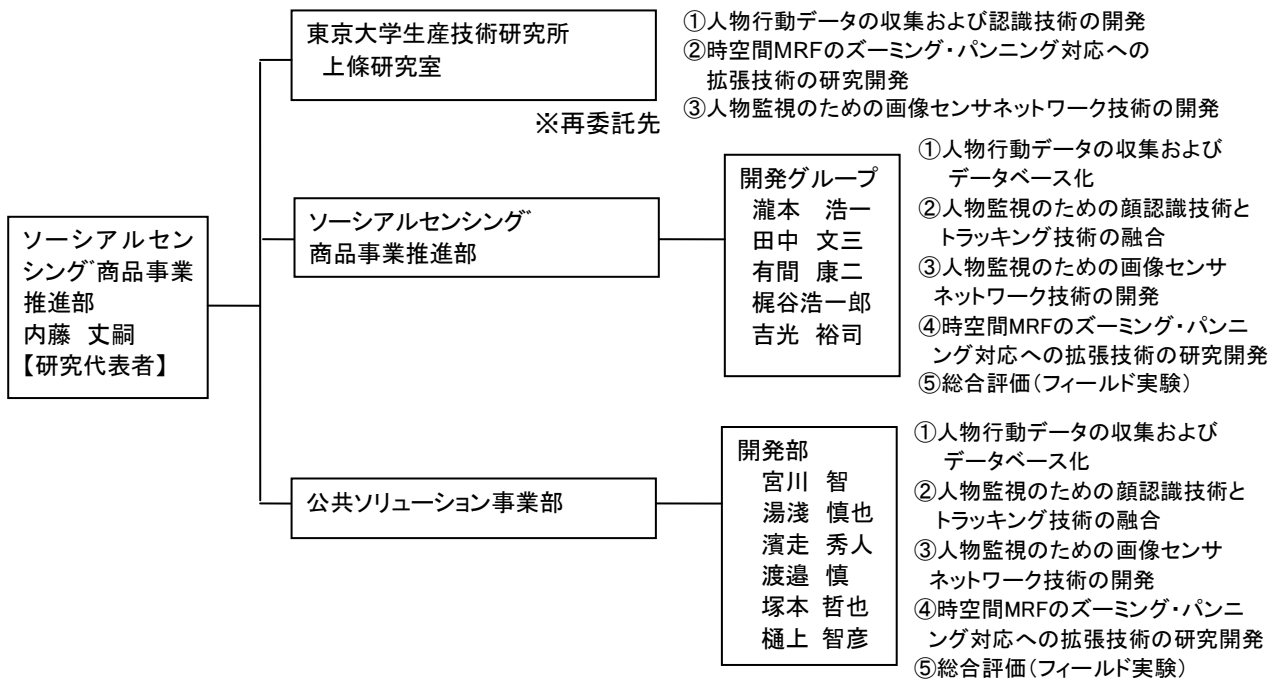 東京大学生産技術研究所
上條研究室
※再委託先
①人物行動データの収集および認識技術の開発
②時空間MRFのズーミング・パンニング対応への
拡張技術の研究開発
③人物監視のための画像センサネットワーク技術の開発
ソーシアルセン
シング商品事業
推進部
内藤 丈嗣
【研究代表者】
ソーシアルセンシング
商品事業推進部
開発グループ
瀧本 浩一
田中 文三
有間 康二
梶谷浩一郎
吉光 裕司
①人物行動データの収集および
データベース化
②人物監視のための顔認識技術と
トラッキング技術の融合
③人物監視のための画像センサ
ネットワーク技術の開発
④時空間MRFのズーミング・パンニ
ング対応への拡張技術の研究開発
⑤総合評価(フィールド実験)
公共ソリューション事業部
開発部
宮川 智
湯淺 慎也
濱走 秀人
渡邉 慎
塚本 哲也
樋上 智彦
①人物行動データの収集および
データベース化
②人物監視のための顔認識技術と
トラッキング技術の融合
③人物監視のための画像センサ
ネットワーク技術の開発
④時空間MRFのズーミング・パンニ
ング対応への拡張技術の研究開発
⑤総合評価(フィールド実験)